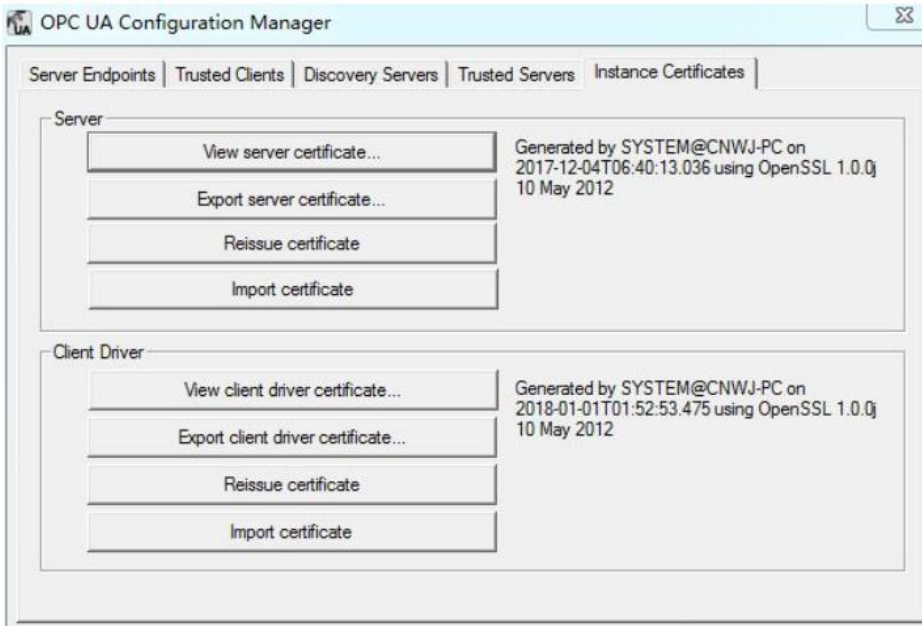 OPC UA Configuration Manager
Server Endpoints
Trusted Clients
Discovery Servers
Trusted Servers
Instance Certificates
Server
View server certificate...
Generated by SYSTEM@CNWJ-PC on
2017-12-04T06:40:13.036 using OpenSSL 1.0.0j
10 May 2012
Export server certificate...
Reissue certificate
Import certificate
Client Driver
View client driver certificate...
Generated by SYSTEM@CNWJ-PC on
2018-01-01T01:52:53.475 using OpenSSL 1.0.0j
10 May 2012
Export client driver certificate...
Reissue certificate
Import certificate